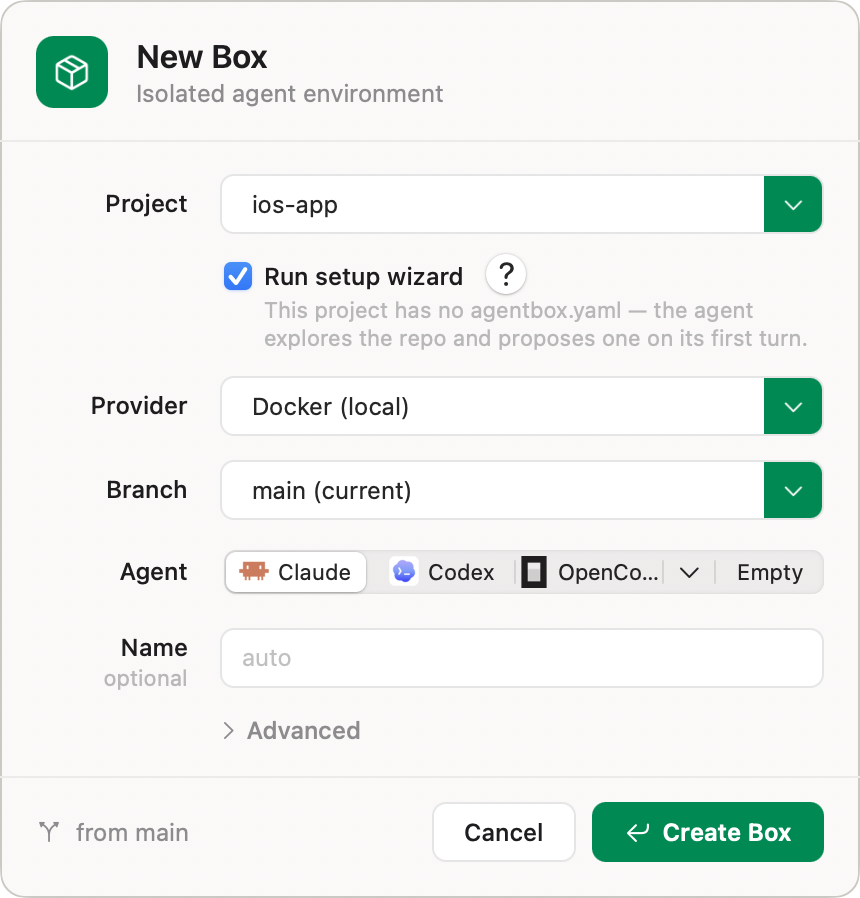 New Box
Isolated agent environment
Project
ios-app
Run setup wizard
?
This project has no agentbox.yaml — the agent
explores the repo and proposes one on its first turn.
Provider
Docker (local)
Branch
main (current)
Agent
Claude
Codex
OpenCo...
Empty
Name
optional
auto
Advanced
from main
Cancel
Create Box